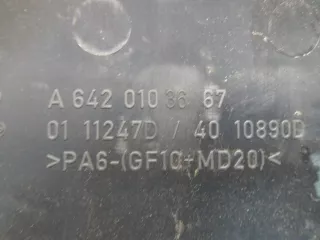 A 642 010 36 67
01 11247D / 40 10890D
>PA6-(GF10-MD20)<